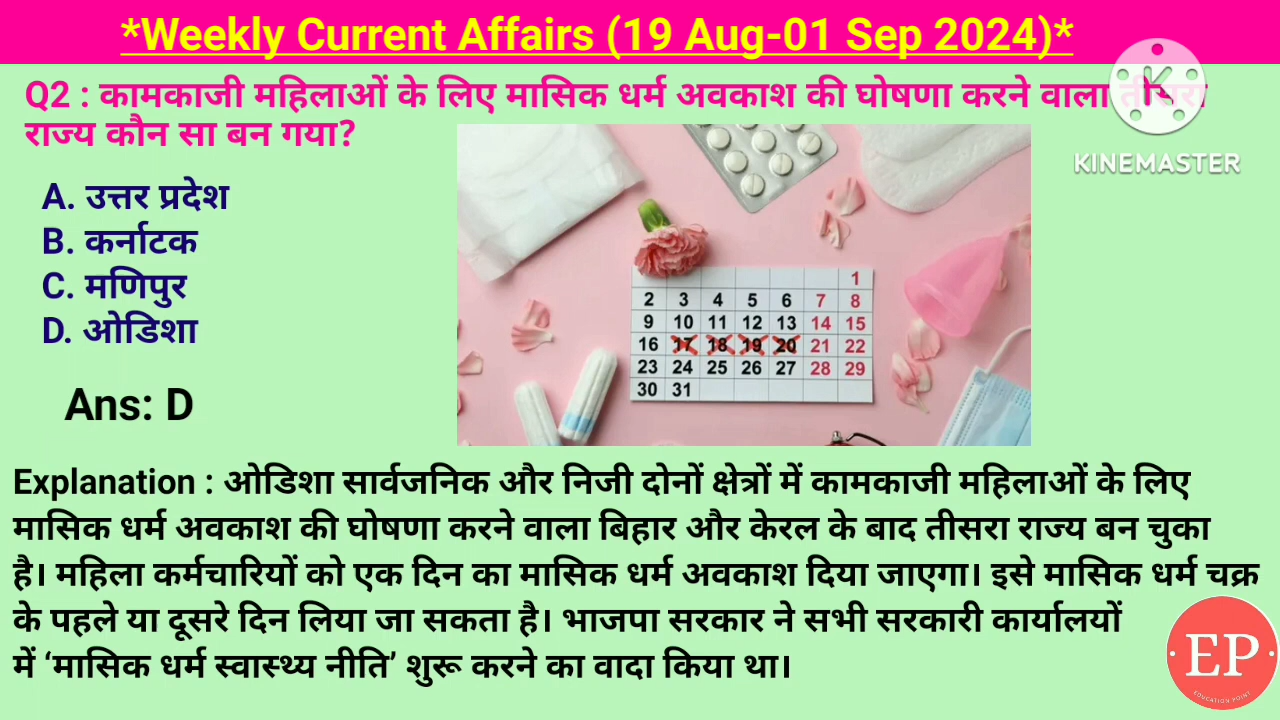 *Weekly Current Affairs (19 Aug-01 Sep 2024)*
Q2 : कामकाजी महिलाओं के लिए मासिक धर्म अवकाश की घोषणा करने वाला तीसरा
राज्य कौन सा बन गया?
K
KINEMASTER
A. उत्तर प्रदेश
B. कर्नाटक
C. मणिपुर
D. ओडिशा
Ans: D
1
2 3 4 5 6 7 8
9 10 11 12 13 14 15
16 17 18 19 20 21 22
23 24 25 26 27 28 29
30 31
Explanation : ओडिशा सार्वजनिक और निजी दोनों क्षेत्रों में कामकाजी महिलाओं के लिए
मासिक धर्म अवकाश की घोषणा करने वाला बिहार और केरल के बाद तीसरा राज्य बन चुका
है। महिला कर्मचारियों को एक दिन का मासिक धर्म अवकाश दिया जाएगा। इसे मासिक धर्म चक्र
के पहले या दूसरे दिन लिया जा सकता है। भाजपा सरकार ने सभी सरकारी कार्यालयों
में ‘मासिक धर्म स्वास्थ्य नीति’ शुरू करने का वादा किया था।
EP
EDUCATION POINT